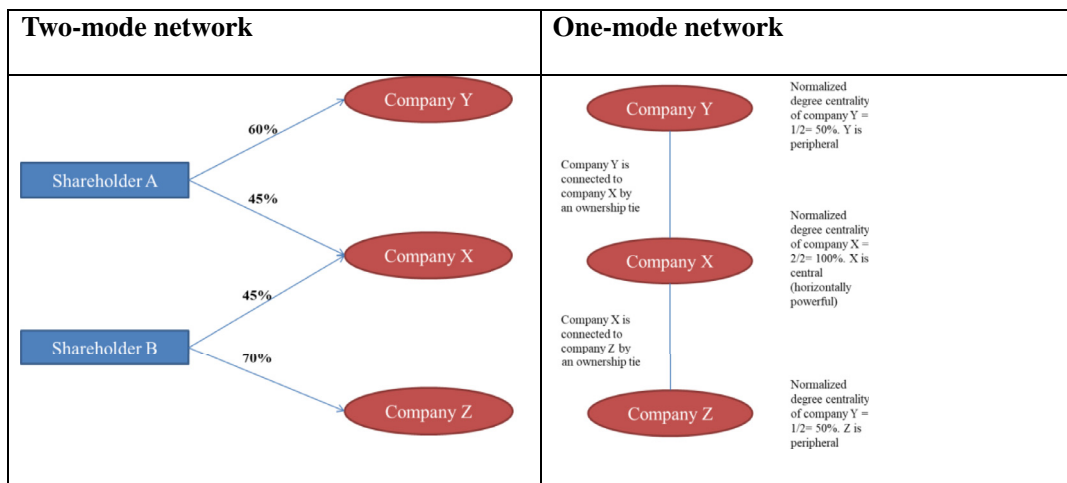 Two-mode network
One-mode network
Company Y
60%
Shareholder A
45%
Company X
45%
Shareholder B
70%
Company Z
Company Y
Normalized
degree centrality
of company Y =
1/2= 50%. Y is
peripheral
Company Y is
connected to
company X by
an ownership tie
Company X
Normalized
degree centrality
of company X =
2/2= 100%. X is
central
(horizontally
powerful)
Company X is
connected to
company Z by
an ownership tie
Company Z
Normalized
degree centrality
of company Y =
1/2= 50%. Z is
peripheral